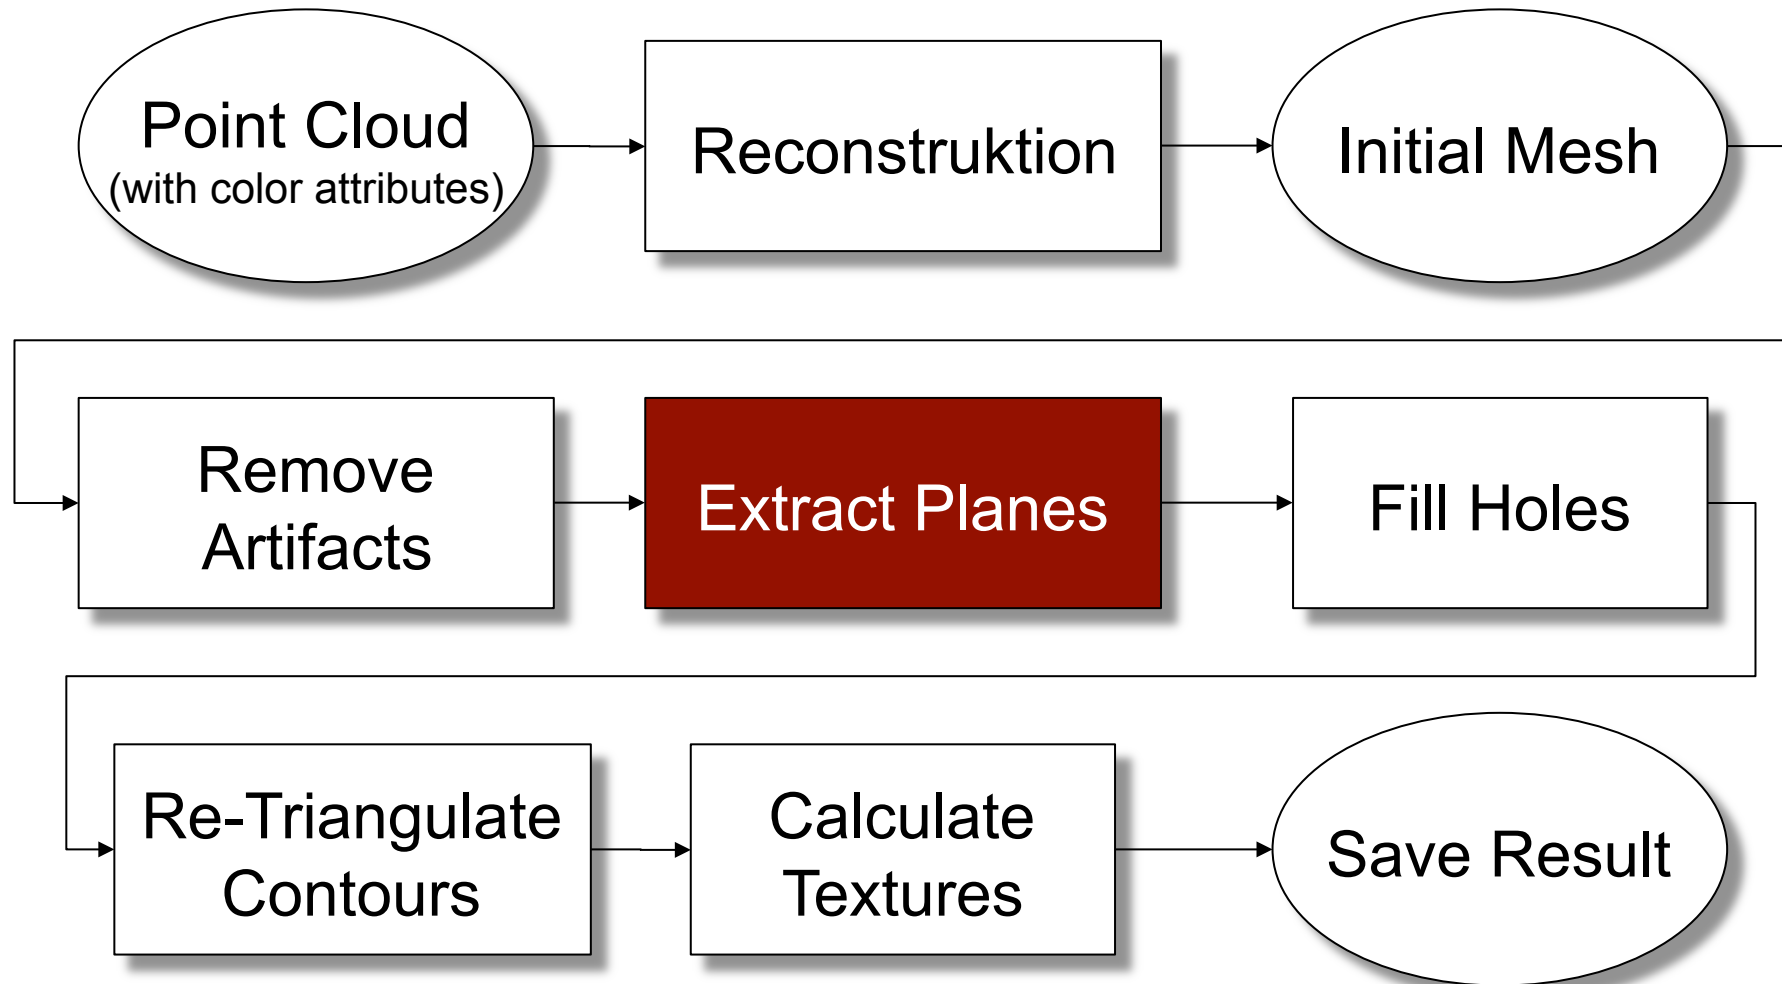 Point Cloud
(with color attributes)
Reconstruktion
Initial Mesh
Remove
Artifacts
Extract Planes
Fill Holes
Re-Triangulate
Contours
Calculate
Textures
Save Result